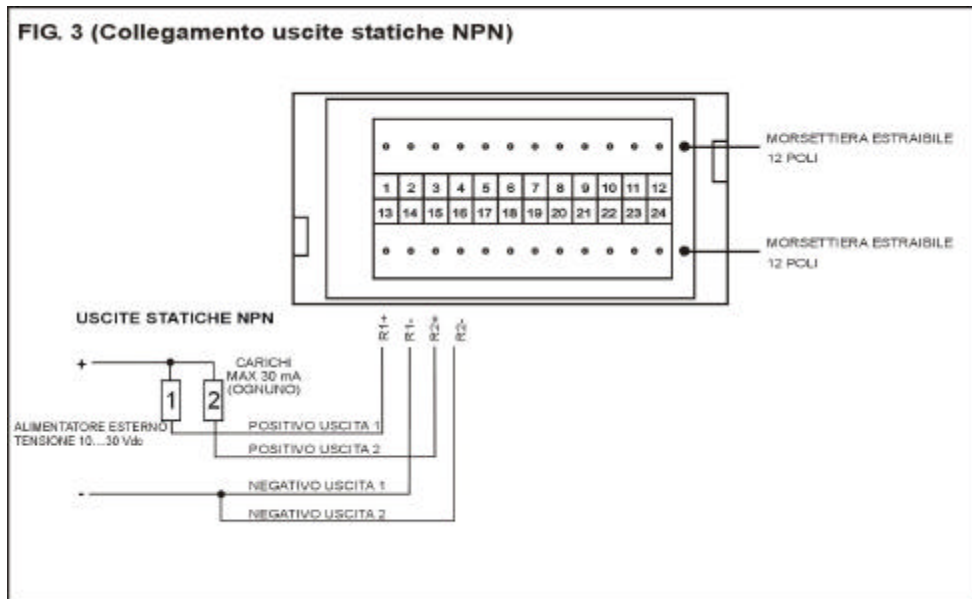 FIG. 3 (Collegamento uscite statiche NPN)
MORSETTIERA ESTRAIBILE
12 POLI
1 2 3 4 5 6 7 8 9 10 11 12
13 14 15 16 17 18 19 20 21 22 23 24
MORSETTIERA ESTRAIBILE
12 POLI
USCITE STATICHE NPN
R1+
R1-
R2+
R2-
+
CARICHI
MAX 30 mA
(OGNUNO)
1 2
ALIMENTATORE ESTERNO
TENSIONE 10...30 Vdc
POSITIVO USCITA 1
POSITIVO USCITA 2
NEGATIVO USCITA 1
-
NEGATIVO USCITA 2